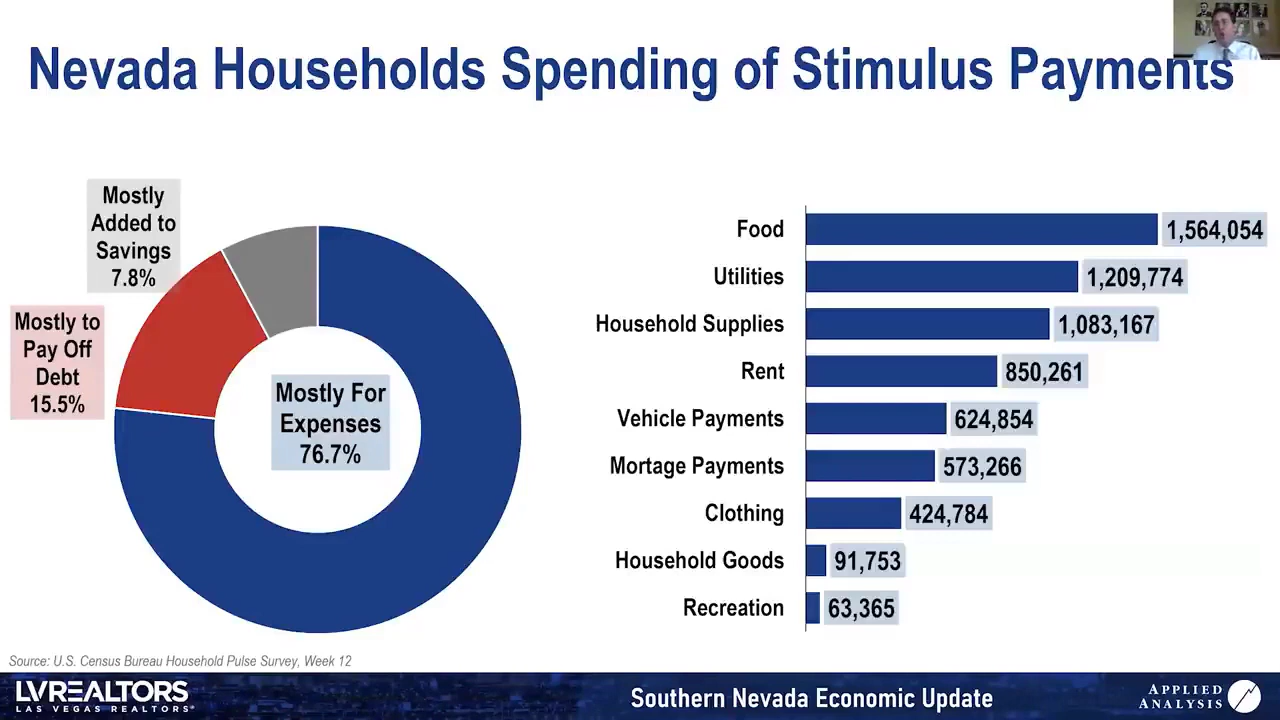 Nevada Households Spending of Stimulus Payments
Mostly
Added to
Savings
7.8%
Mostly to
Pay Off
Debt
15.5%
Mostly For
Expenses
76.7%
Food 1,564,054
Utilities 1,209,774
Household Supplies 1,083,167
Rent 850,261
Vehicle Payments 624,854
Mortage Payments 573,266
Clothing 424,784
Household Goods 91,753
Recreation 63,365
Source: U.S. Census Bureau Household Pulse Survey, Week 12
LVREALTORS
LAS VEGAS REALTORS®
Southern Nevada Economic Update
APPLIED
ANALYSIS